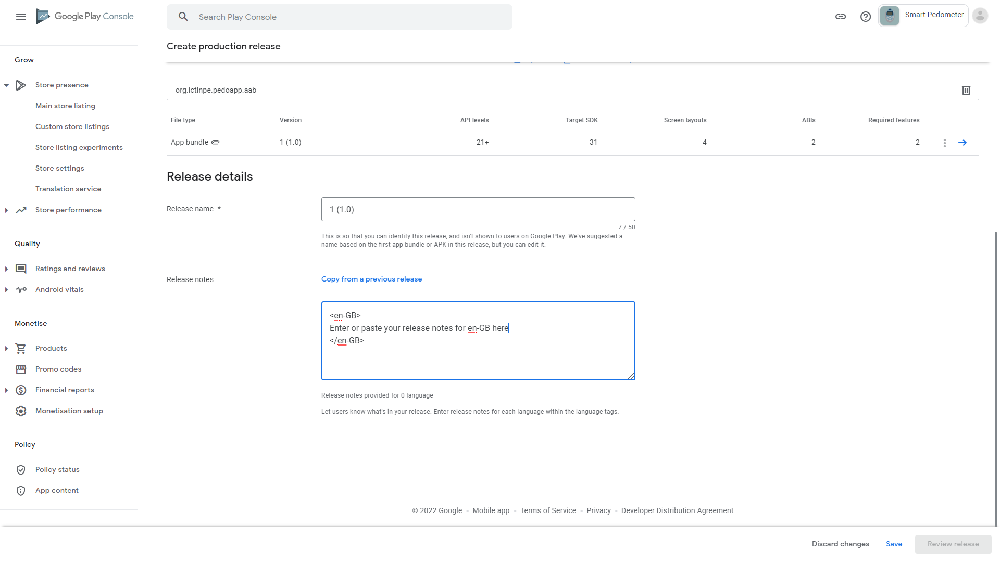 Google Play Console
Search Play Console
Smart Pedometer
Create production release
Grow
Store presence
Main store listing
Custom store listings
Store listing experiments
Store settings
Translation service
Store performance
Quality
Ratings and reviews
Android vitals
Monetise
Products
Promo codes
Financial reports
Monetisation setup
Policy
Policy status
App content
org.ictinpe.pedoapp.aab
File type Version API levels Target SDK Screen layouts ABIs Required features
App bundle 1 (1.0) 21+ 31 4 2 2
Release details
Release name *
1 (1.0)
7 / 50
This is so that you can identify this release, and isn't shown to users on Google Play. We've suggested a
name based on the first app bundle or APK in this release, but you can edit it.
Release notes
Copy from a previous release
<en-GB>
Enter or paste your release notes for en-GB here
</en-GB>
Release notes provided for 0 language
Let users know what's in your release. Enter release notes for each language within the language tags.
© 2022 Google • Mobile app • Terms of Service • Privacy • Developer Distribution Agreement
Discard changes Save Review release